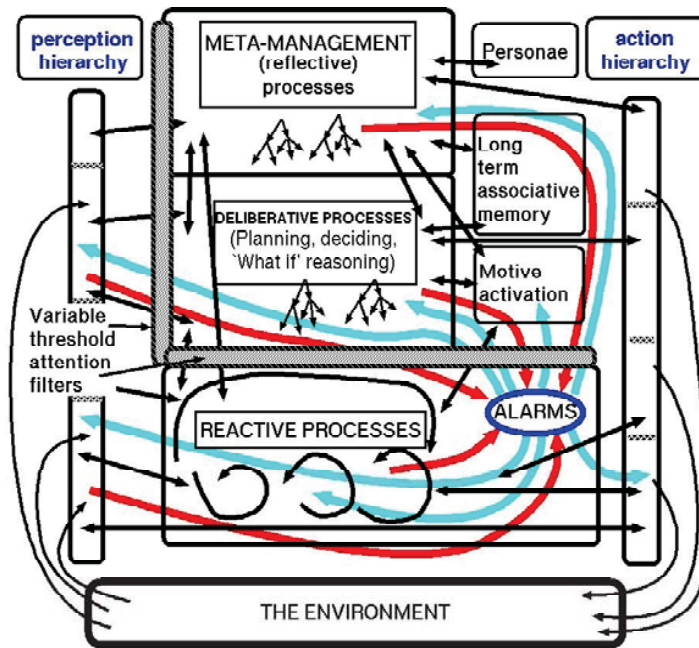 perception
hierarchy
META-MANAGEMENT
(reflective)
processes
Personae
action
hierarchy
Long
term
associative
memory
DELIBERATIVE PROCESSES
(Planning, deciding,
'What if' reasoning)
Motive
activation
Variable
threshold
attention
filters
REACTIVE PROCESSES
ALARMS
THE ENVIRONMENT